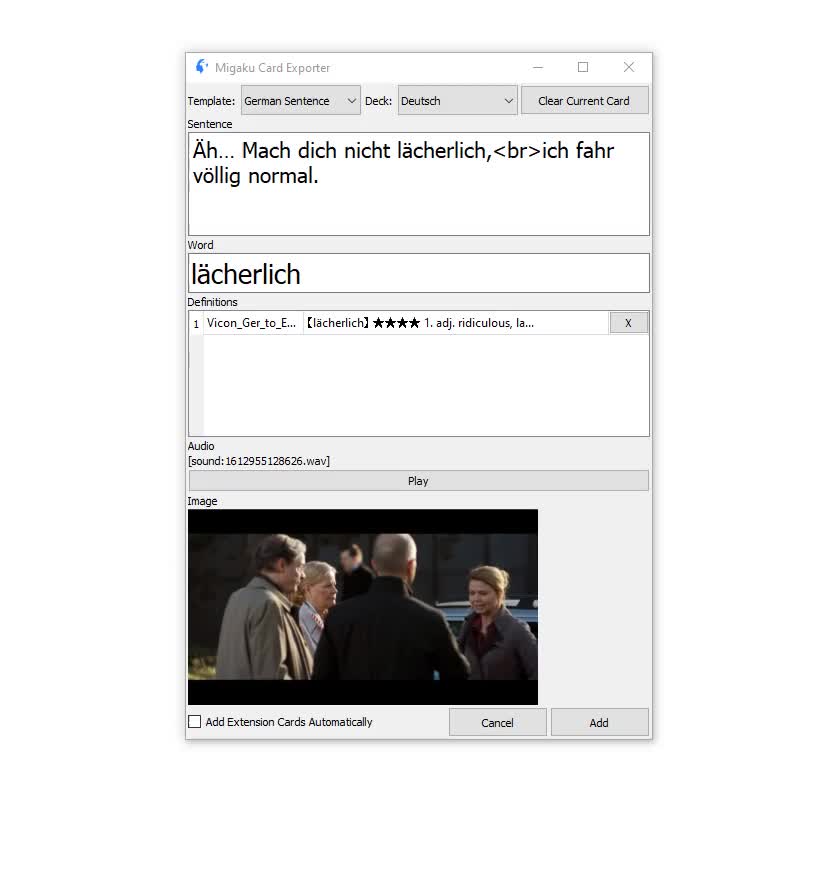 Migaku Card Exporter
Template: German Sentence Deck: Deutsch Clear Current Card
Sentence
Äh... Mach dich nicht lächerlich,<br>ich fahr
völlig normal.
Word
lächerlich
Definitions
1 Vicon_Ger_to_E... 【lächerlich】★★★★ 1. adj. ridiculous, la... X
Audio
[sound:1612955128626.wav]
Play
Image
Add Extension Cards Automatically Cancel Add